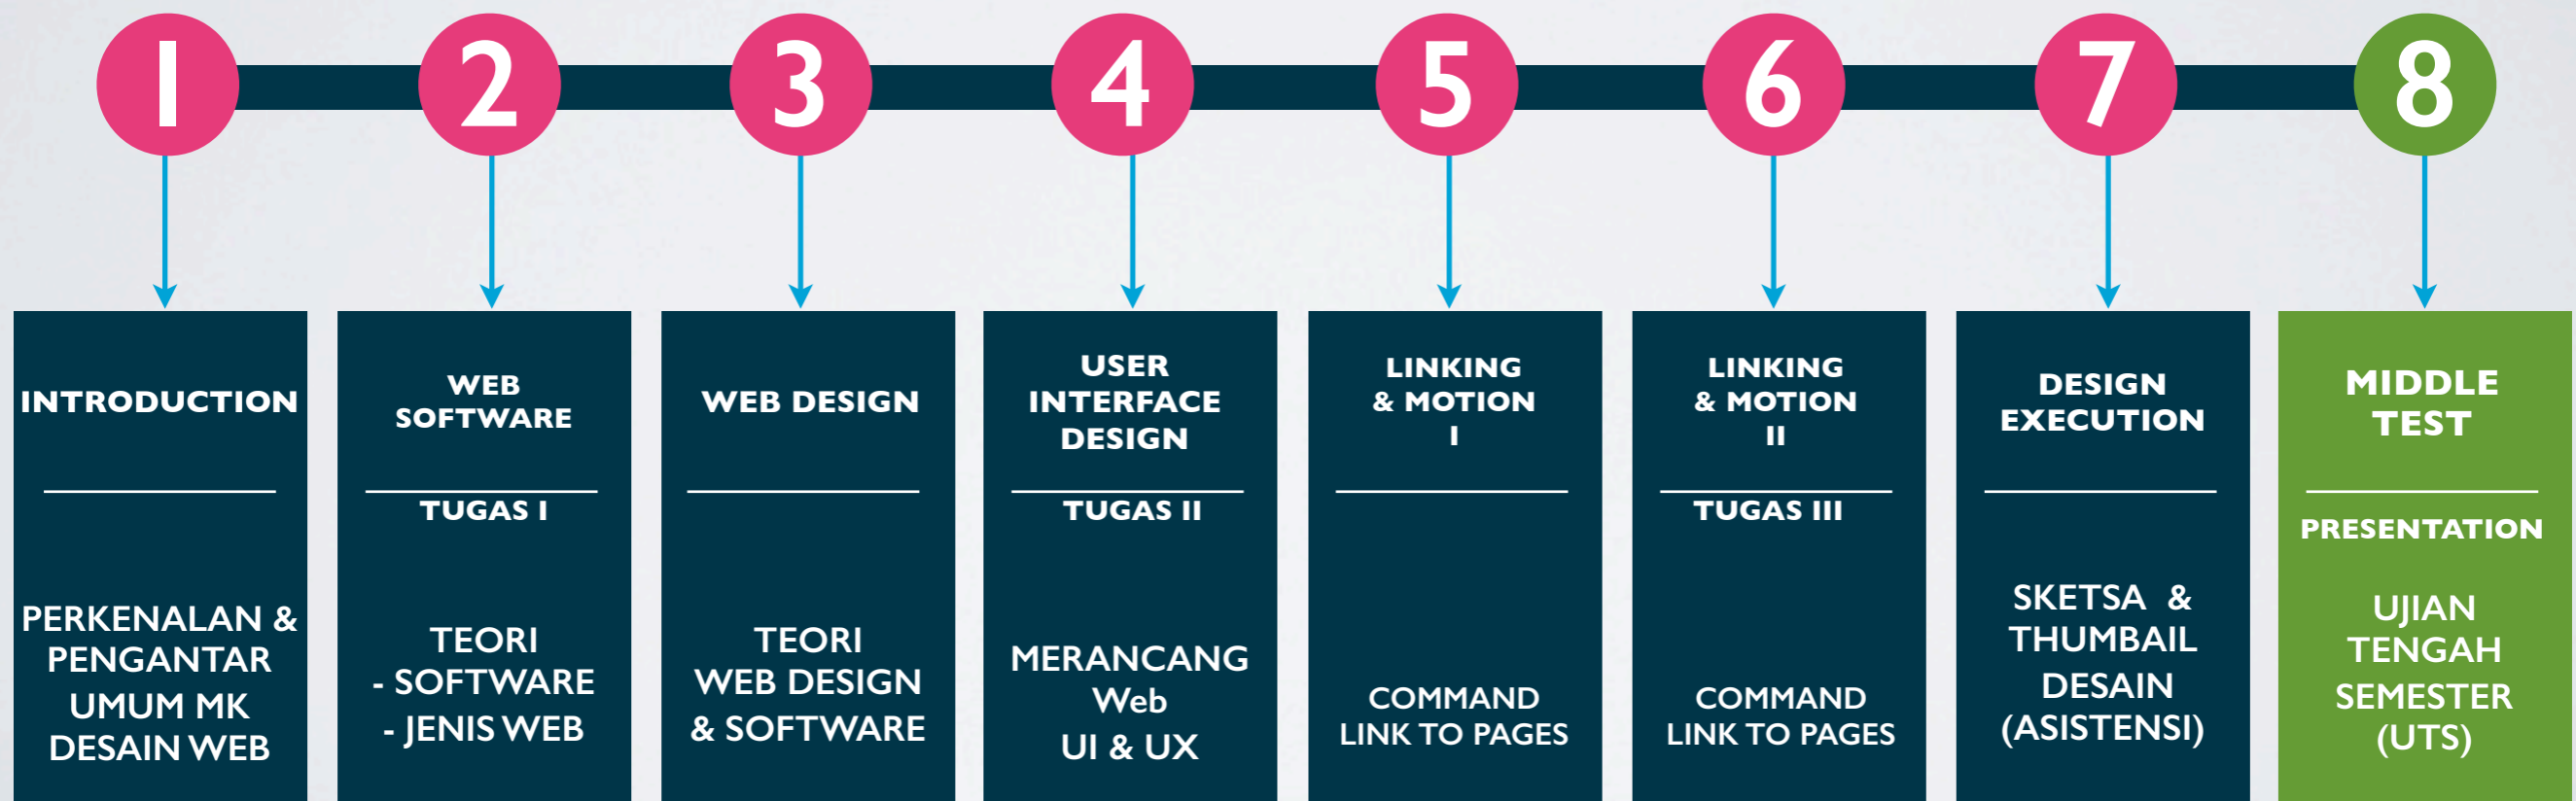 1
2
3
4
5
6
7
8
INTRODUCTION
PERKENALAN &
PENGANTAR
UMUM MK
DESAIN WEB
WEB
SOFTWARE
TUGAS I
TEORI
- SOFTWARE
- JENIS WEB
WEB DESIGN
TEORI
WEB DESIGN
& SOFTWARE
USER
INTERFACE
DESIGN
TUGAS II
MERANCANG
Web
UI & UX
LINKING
& MOTION
I
COMMAND
LINK TO PAGES
LINKING
& MOTION
II
TUGAS III
COMMAND
LINK TO PAGES
DESIGN
EXECUTION
SKETSA &
THUMBAIL
DESAIN
(ASISTENSI)
MIDDLE
TEST
PRESENTATION
UJIAN
TENGAH
SEMESTER
(UTS)